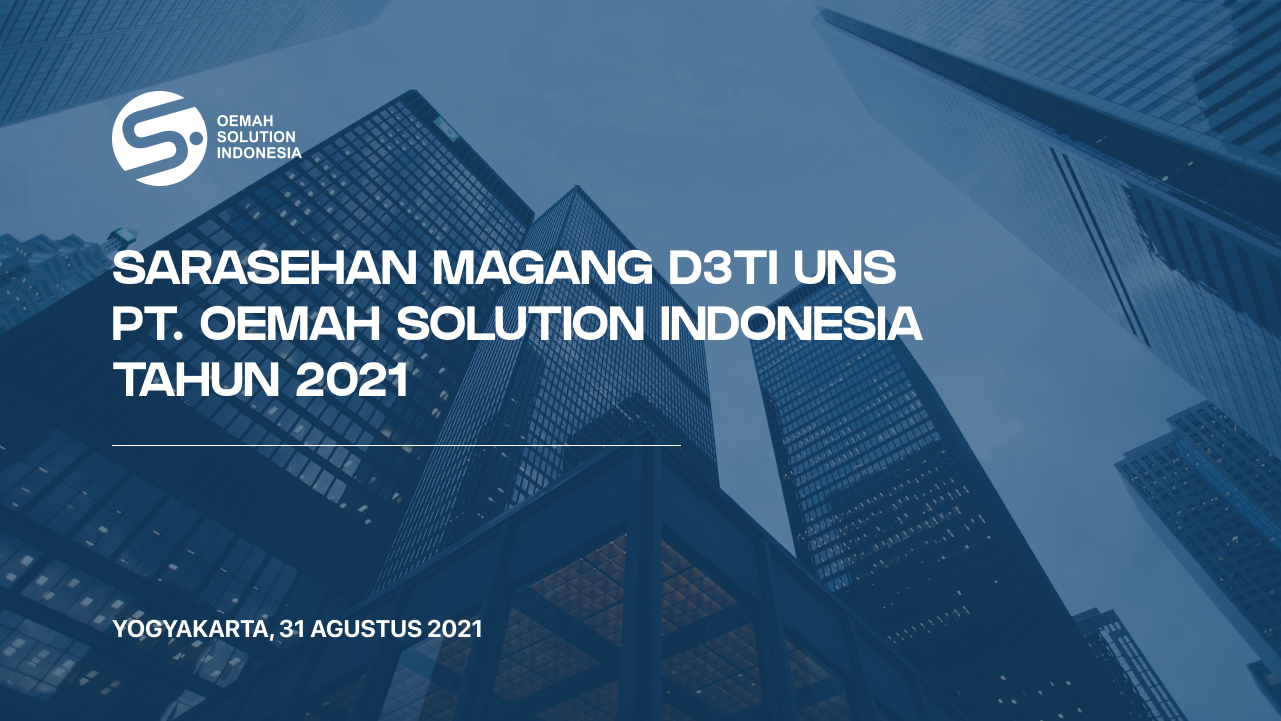 OEMAH
SOLUTION
INDONESIA
SARASEHAN MAGANG D3TI UNS
PT. OEMAH SOLUTION INDONESIA
TAHUN 2021
YOGYAKARTA, 31 AGUSTUS 2021